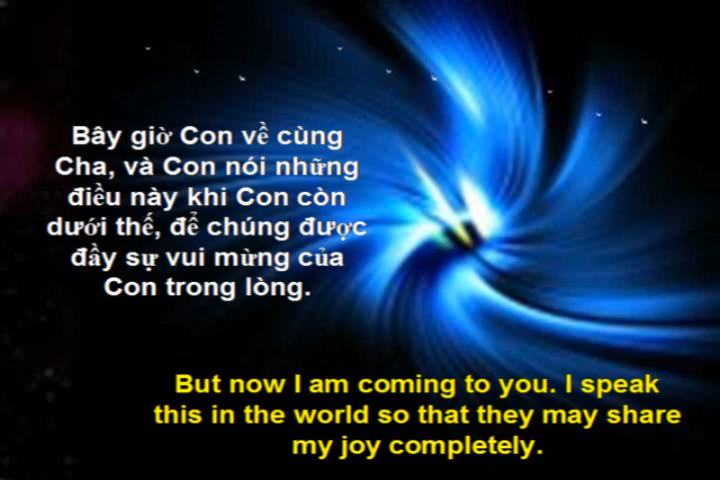 Bây giờ Con về cùng
Cha, và Con nói những
điều này khi Con còn
dưới thế, để chúng được
đầy sự vui mừng của
Con trong lòng.
But now I am coming to you. I speak
this in the world so that they may share
my joy completely.